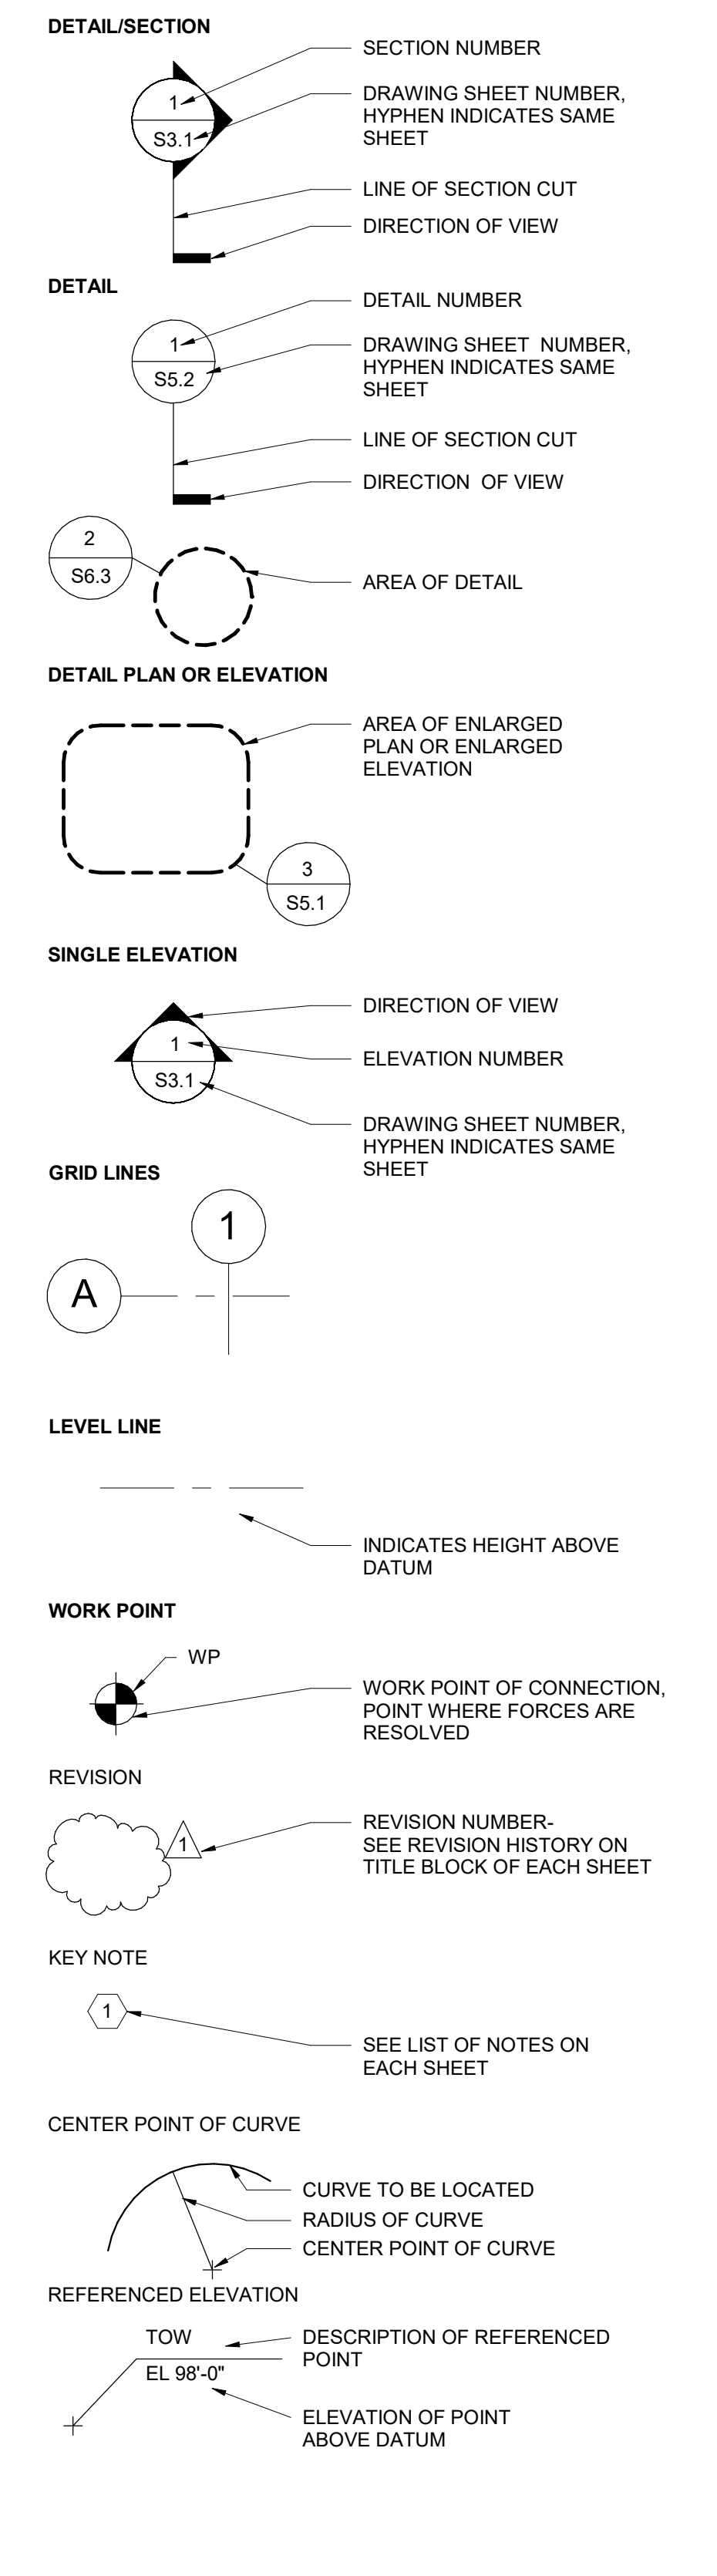 DETAIL/SECTION
SECTION NUMBER
1
DRAWING SHEET NUMBER,
HYPHEN INDICATES SAME
SHEET
S3.1
LINE OF SECTION CUT
DIRECTION OF VIEW
DETAIL
DETAIL NUMBER
1
DRAWING SHEET NUMBER,
HYPHEN INDICATES SAME
SHEET
S5.2
LINE OF SECTION CUT
DIRECTION OF VIEW
2
S6.3
AREA OF DETAIL
DETAIL PLAN OR ELEVATION
AREA OF ENLARGED
PLAN OR ENLARGED
ELEVATION
3
S5.1
SINGLE ELEVATION
DIRECTION OF VIEW
1
ELEVATION NUMBER
S3.1
DRAWING SHEET NUMBER,
HYPHEN INDICATES SAME
SHEET
GRID LINES
1
A
LEVEL LINE
INDICATES HEIGHT ABOVE
DATUM
WORK POINT
WP
WORK POINT OF CONNECTION,
POINT WHERE FORCES ARE
RESOLVED
REVISION
1
REVISION NUMBER-
SEE REVISION HISTORY ON
TITLE BLOCK OF EACH SHEET
KEY NOTE
1
SEE LIST OF NOTES ON
EACH SHEET
CENTER POINT OF CURVE
CURVE TO BE LOCATED
RADIUS OF CURVE
CENTER POINT OF CURVE
REFERENCED ELEVATION
TOW
DESCRIPTION OF REFERENCED
POINT
EL 98'-0"
ELEVATION OF POINT
ABOVE DATUM